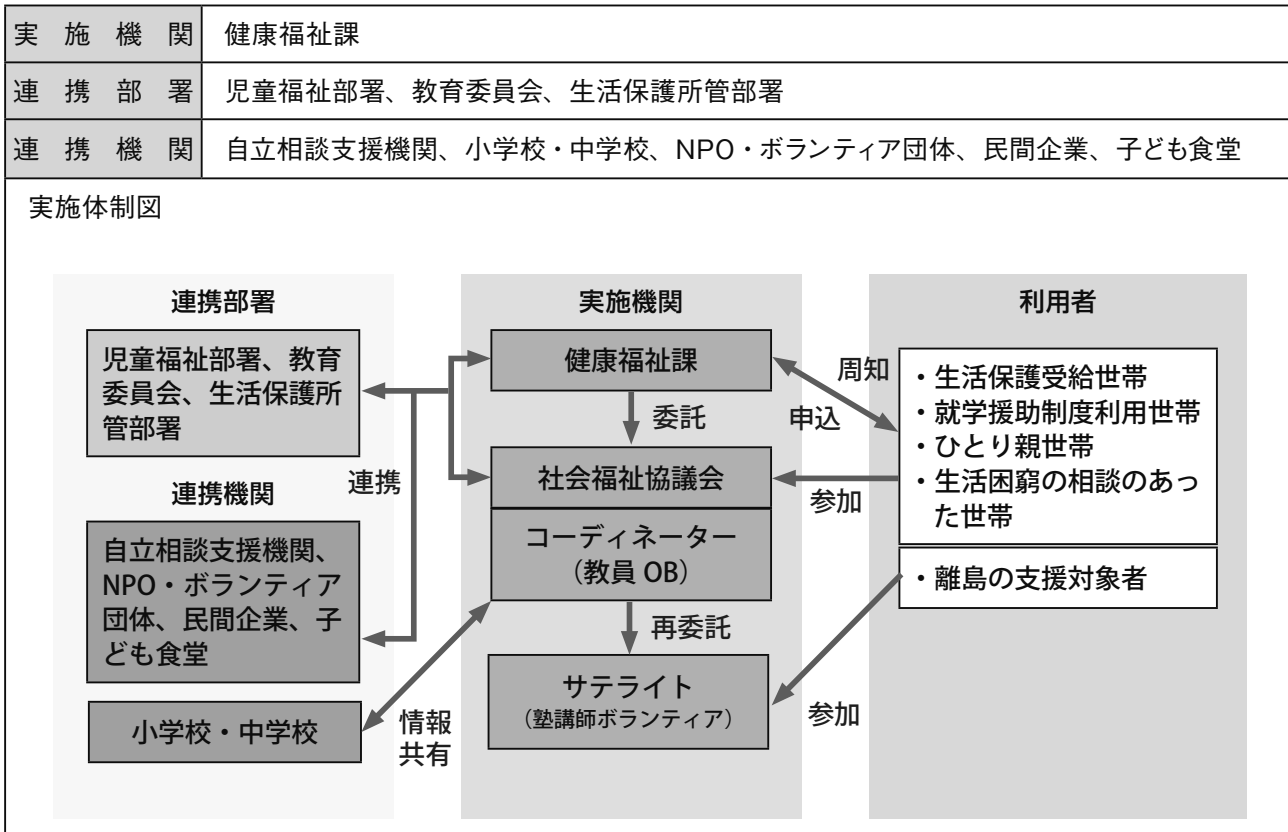 実施機関 健康福祉課
連携部署 児童福祉部署、教育委員会、生活保護所管部署
連携機関 自立相談支援機関、小学校・中学校、NPO・ボランティア団体、民間企業、子ども食堂
実施体制図
連携部署
児童福祉部署、教育
委員会、生活保護所
管部署
連携機関
自立相談支援機関、
NPO・ボランティア
団体、民間企業、子
ども食堂
小学校・中学校
連携
情報
共有
実施機関
健康福祉課
委託
社会福祉協議会
コーディネーター
（教員 OB）
再委託
サテライト
（塾講師ボランティア）
周知
申込
参加
参加
利用者
・生活保護受給世帯
・就学援助制度利用世帯
・ひとり親世帯
・生活困窮の相談のあっ
た世帯
・離島の支援対象者